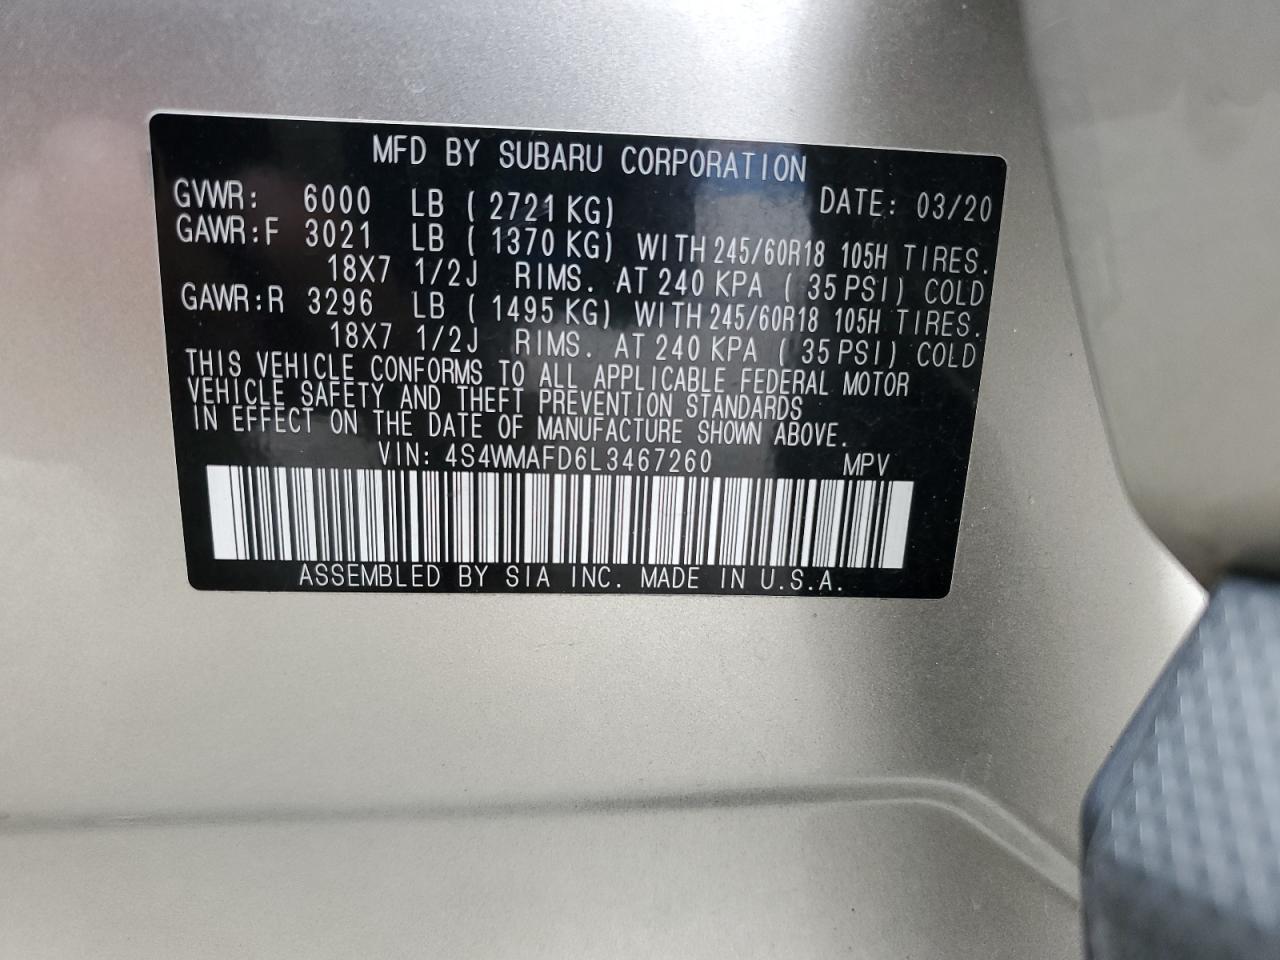 MFD BY SUBARU CORPORATION
GVWR: 6000 LB ( 2721 KG) DATE: 03/20
GAWR:F 3021 LB ( 1370 KG) WITH 245/60R18 105H TIRES.
18X7 1/2J RIMS. AT 240 KPA ( 35 PSI) COLD
GAWR:R 3296 LB ( 1495 KG) WITH 245/60R18 105H TIRES.
18X7 1/2J RIMS. AT 240 KPA ( 35 PSI) COLD
THIS VEHICLE CONFORMS TO ALL APPLICABLE FEDERAL MOTOR
VEHICLE SAFETY AND THEFT PREVENTION STANDARDS
IN EFFECT ON THE DATE OF MANUFACTURE SHOWN ABOVE.
VIN: 4S4WMAFD6L3467260 MPV
ASSEMBLED BY SIA INC. MADE IN U.S.A.